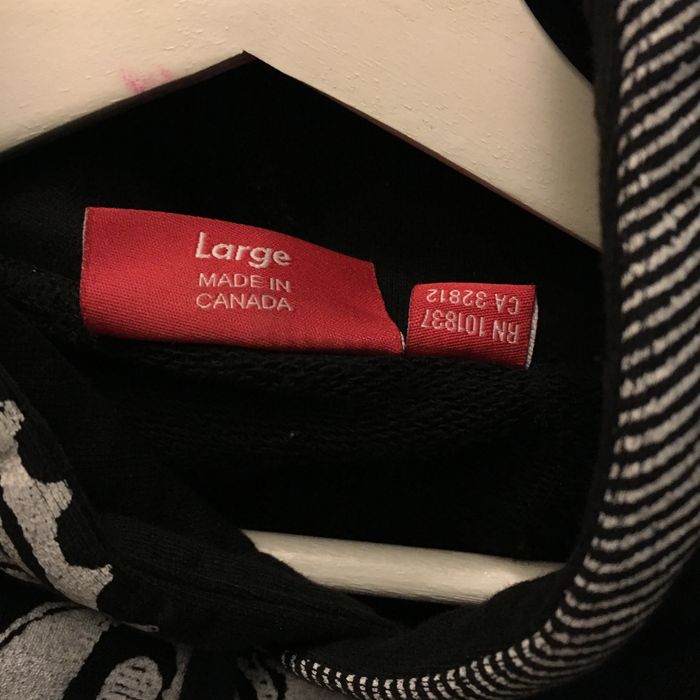 Large
MADE IN
CANADA
RN 101837
CA 32812